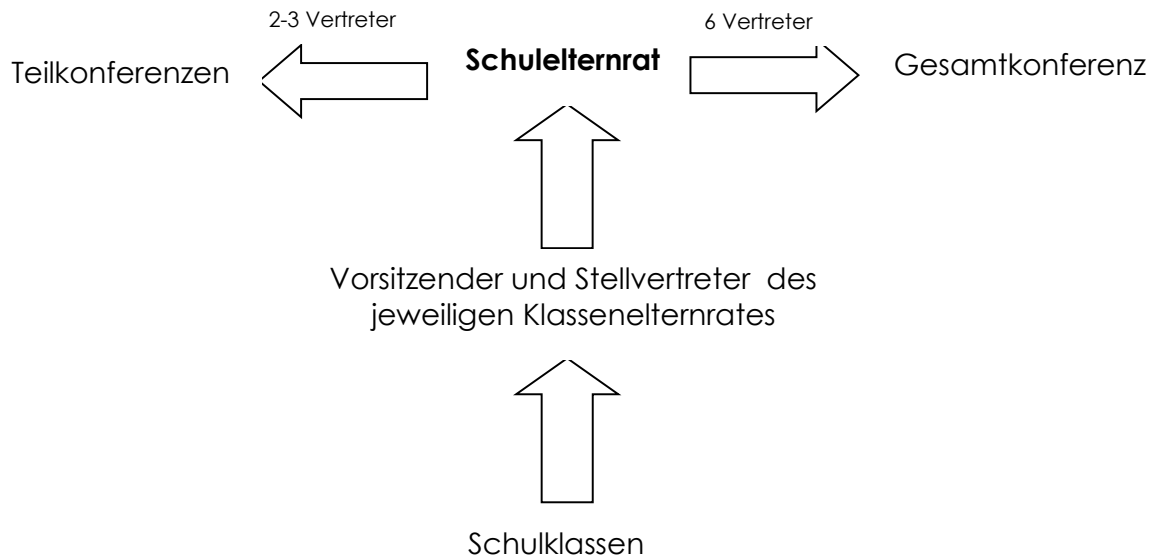 2-3 Vertreter
6 Vertreter
Teilkonferenzen
Schulelternrat
Gesamtkonferenz
Vorsitzender und Stellvertreter des
jeweiligen Klassenelternrates
Schulklassen